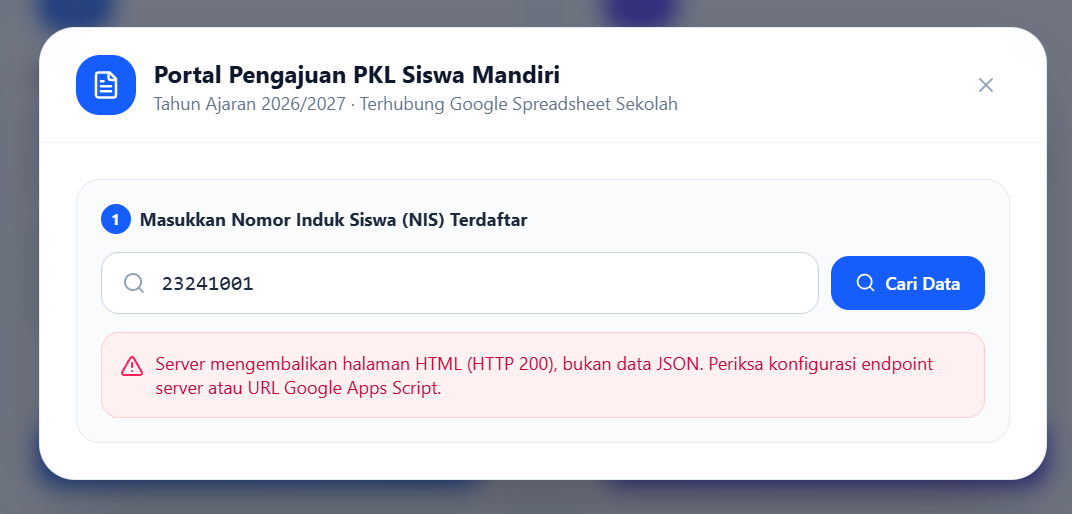 Portal Pengajuan PKL Siswa Mandiri
Tahun Ajaran 2026/2027 · Terhubung Google Spreadsheet Sekolah
1 Masukkan Nomor Induk Siswa (NIS) Terdaftar
23241001
Cari Data
Server mengembalikan halaman HTML (HTTP 200), bukan data JSON. Periksa konfigurasi endpoint
server atau URL Google Apps Script.